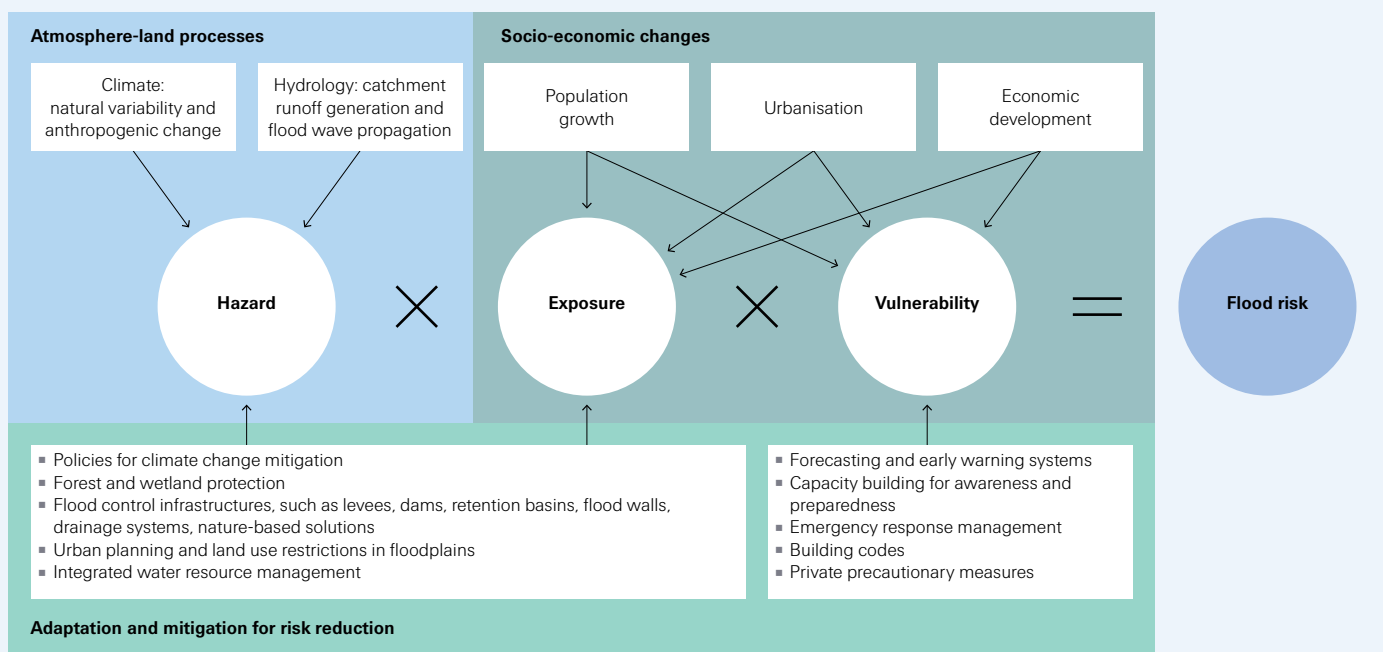 Atmosphere-land processes
Socio-economic changes
Climate:
natural variability and
anthropogenic change
Hydrology: catchment
runoff generation and
flood wave propagation
Population
growth
Urbanisation
Economic
development
Hazard
Exposure
Vulnerability
Flood risk
▪ Policies for climate change mitigation
▪ Forest and wetland protection
▪ Flood control infrastructures, such as levees, dams, retention basins, flood walls,
drainage systems, nature-based solutions
▪ Urban planning and land use restrictions in floodplains
▪ Integrated water resource management
▪ Forecasting and early warning systems
▪ Capacity building for awareness and
preparedness
▪ Emergency response management
▪ Building codes
▪ Private precautionary measures
Adaptation and mitigation for risk reduction